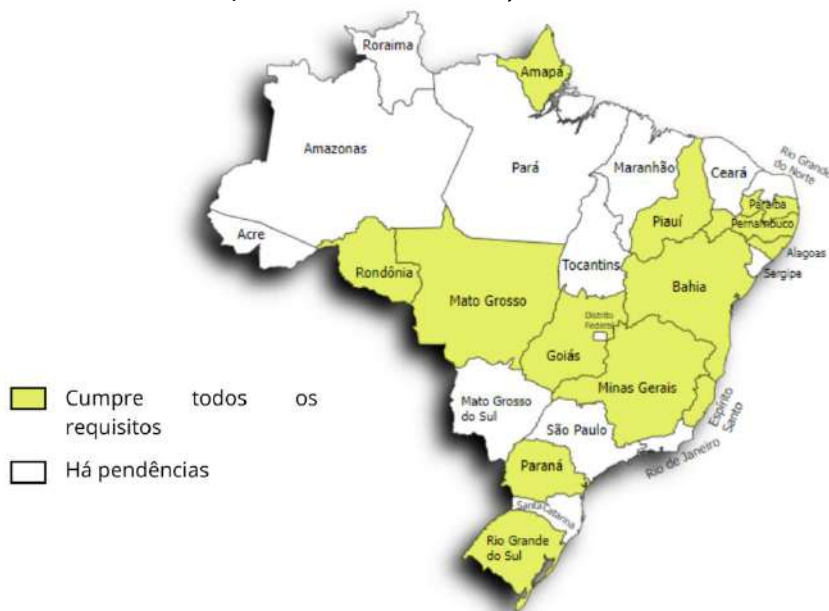 Roraima
Amapá
Amazonas
Pará
Maranhão
Ceará
Rio Grande
do Norte
Paraíba
Pernambuco
Piauí
Alagoas
Sergipe
Acre
Rondônia
Tocantins
Bahia
Mato Grosso
Distrito
Federal
Goiás
Minas Gerais
Espírito
Santo
Mato Grosso
do Sul
São Paulo
Rio de Janeiro
Paraná
Santa Catarina
Rio Grande
do Sul
Cumpre todos os
requisitos
Há pendências